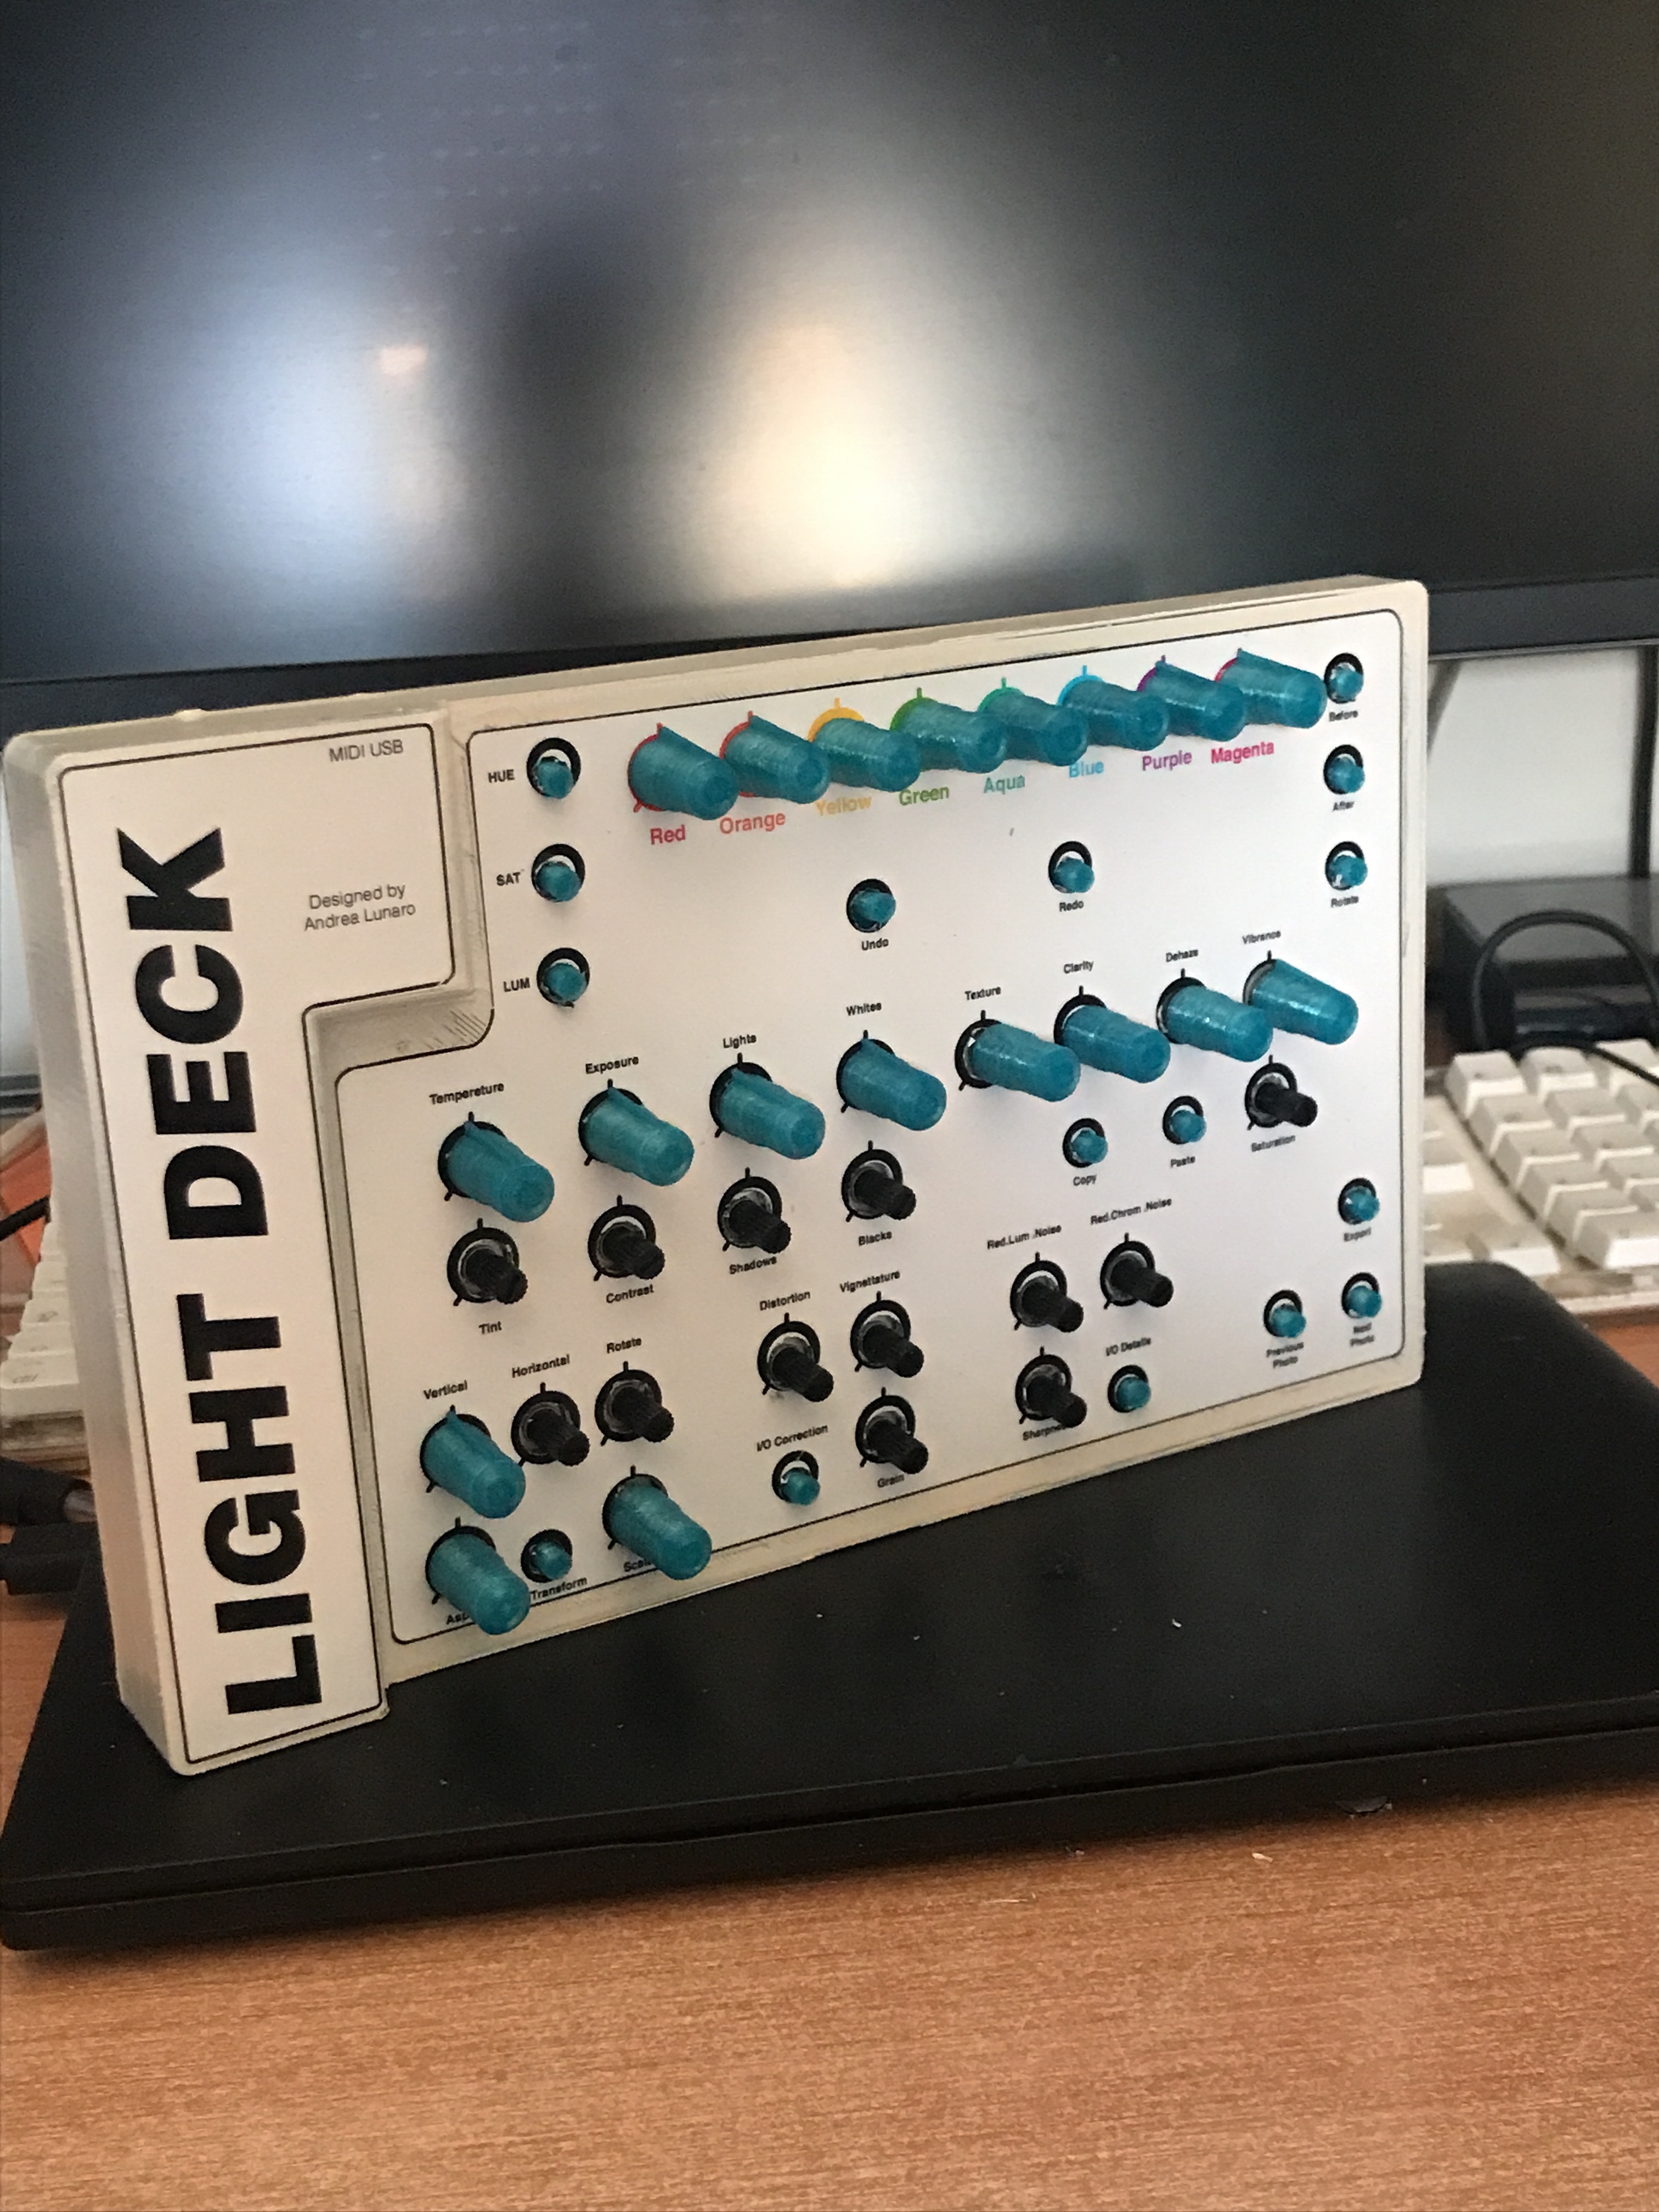 LIGHT DECK
MIDI USB
Designed by
Andrea Lunaro
HUE
SAT
LUM
Red
Orange
Yellow
Green
Aqua
Blue
Purple
Magenta
Before
After
Rotate
Undo
Redo
Temperature
Exposure
Lights
Whites
Texture
Clarity
Dehaze
Vibrance
Tint
Contrast
Shadows
Blacks
Copy
Paste
Saturation
Vertical
Horizontal
Rotate
Distortion
Vignettature
Red.Lum.Noise
Red.Chrom.Noise
Export
I/O Correction
Grain
I/O Details
Previous
Photo
Next
Photo
Transform